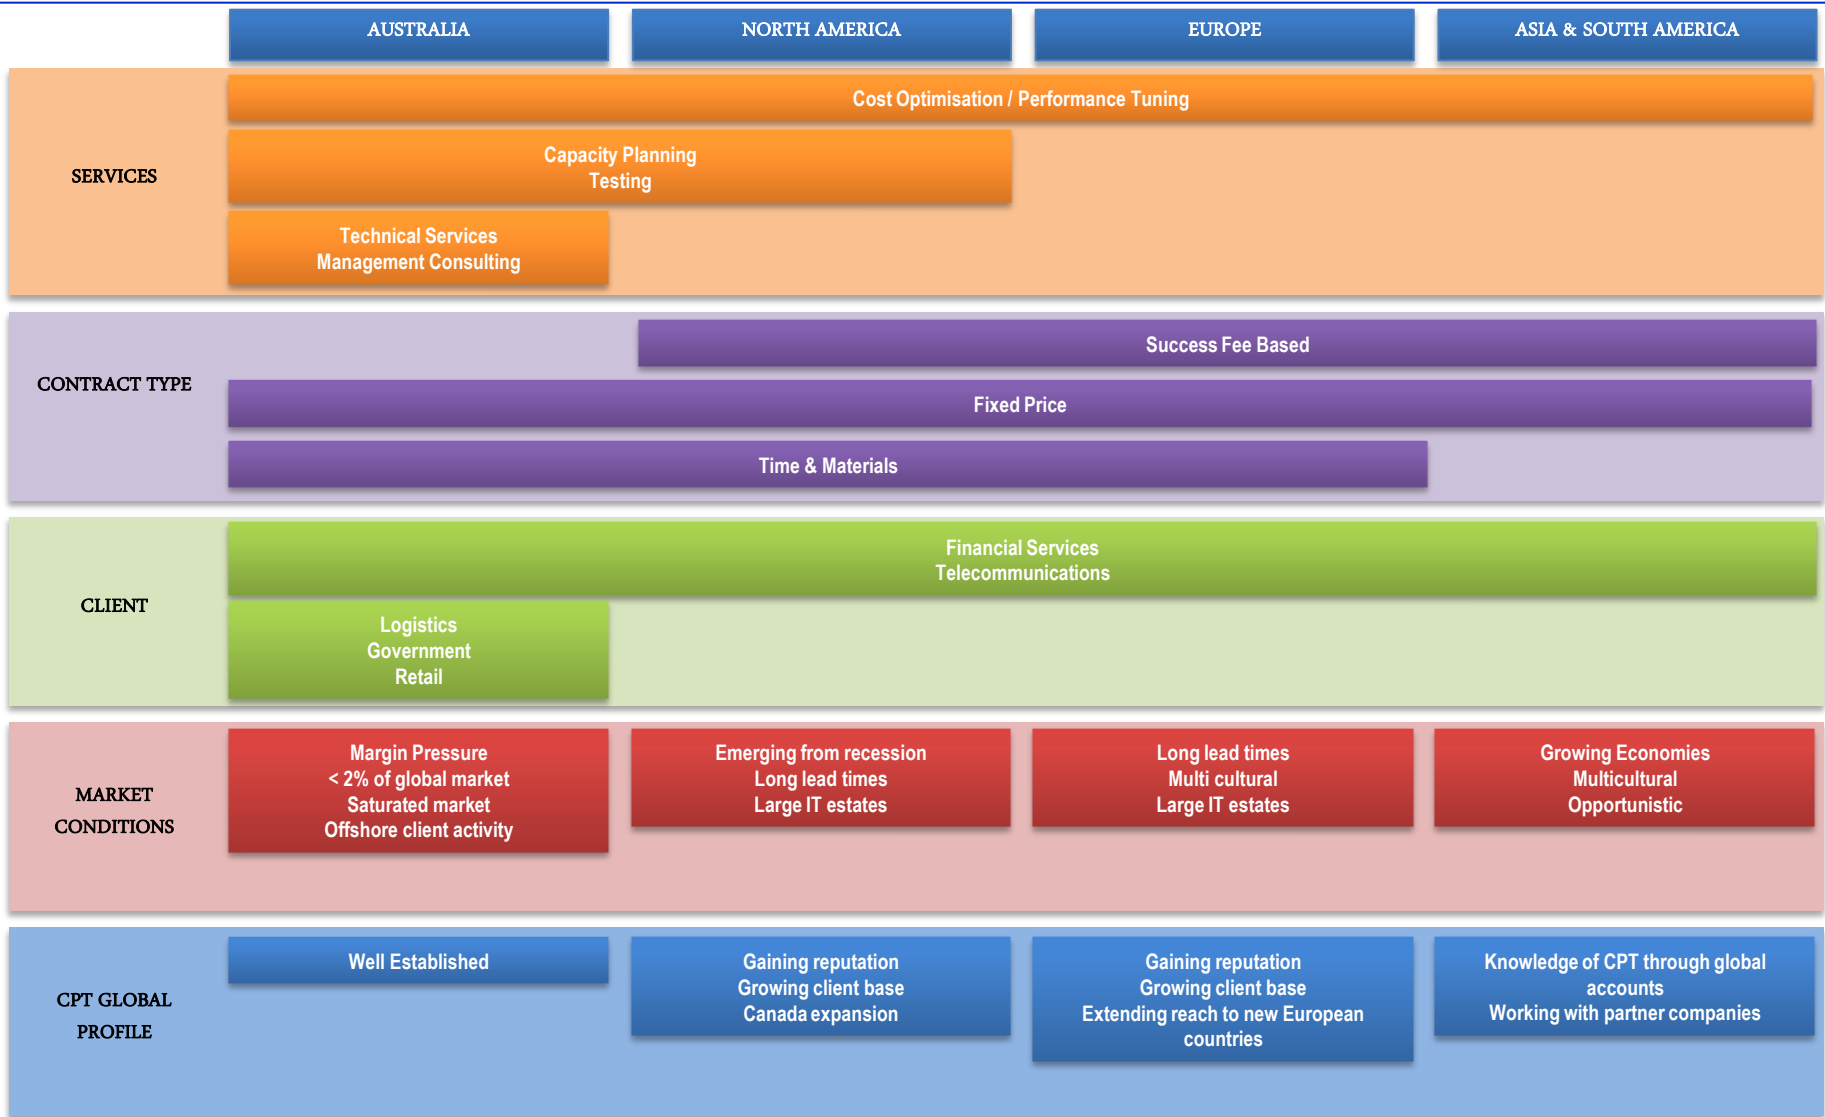 AUSTRALIA
NORTH AMERICA
EUROPE
ASIA & SOUTH AMERICA
SERVICES
Cost Optimisation / Performance Tuning
Capacity Planning
Testing
Technical Services
Management Consulting
CONTRACT TYPE
Success Fee Based
Fixed Price
Time & Materials
CLIENT
Financial Services
Telecommunications
Logistics
Government
Retail
MARKET
CONDITIONS
Margin Pressure
< 2% of global market
Saturated market
Offshore client activity
Emerging from recession
Long lead times
Large IT estates
Long lead times
Multi cultural
Large IT estates
Growing Economies
Multicultural
Opportunistic
CPT GLOBAL
PROFILE
Well Established
Gaining reputation
Growing client base
Canada expansion
Gaining reputation
Growing client base
Extending reach to new European
countries
Knowledge of CPT through global
accounts
Working with partner companies